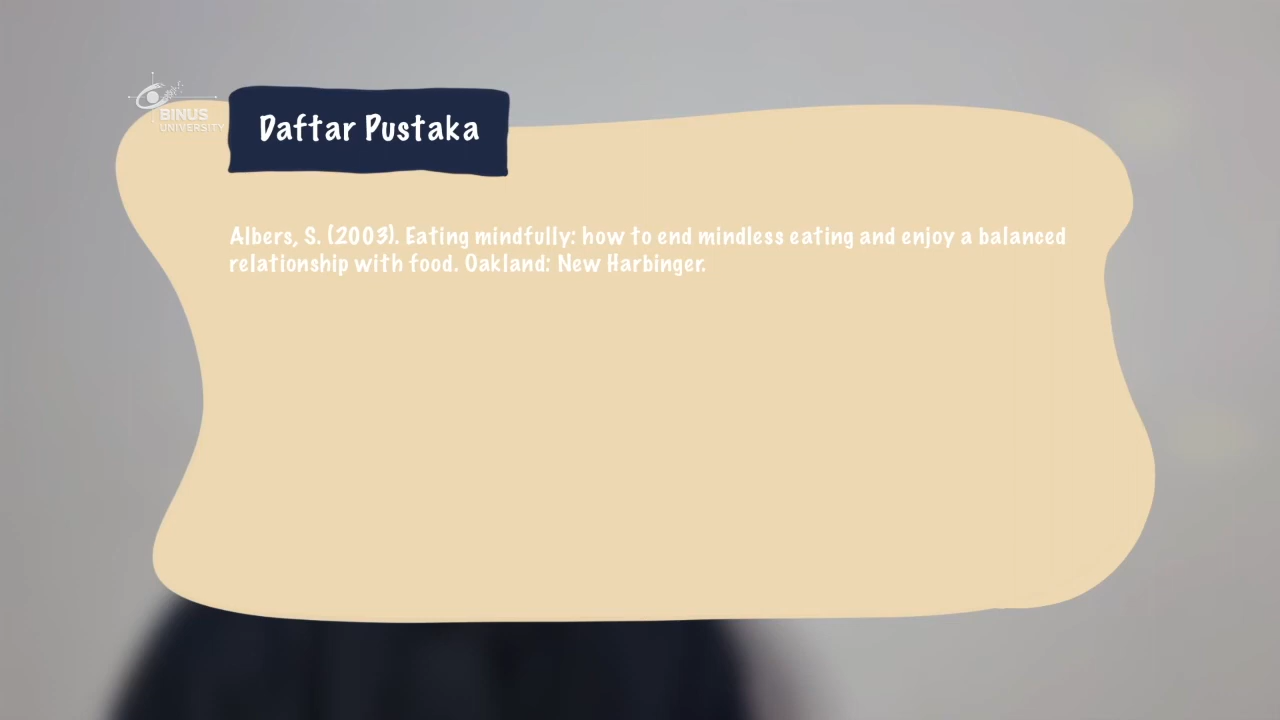 BINUS
UNIVERSITY
Daftar Pustaka
Albers, S. (2003). Eating mindfully: how to end mindless eating and enjoy a balanced
relationship with food. Oakland: New Harbinger.